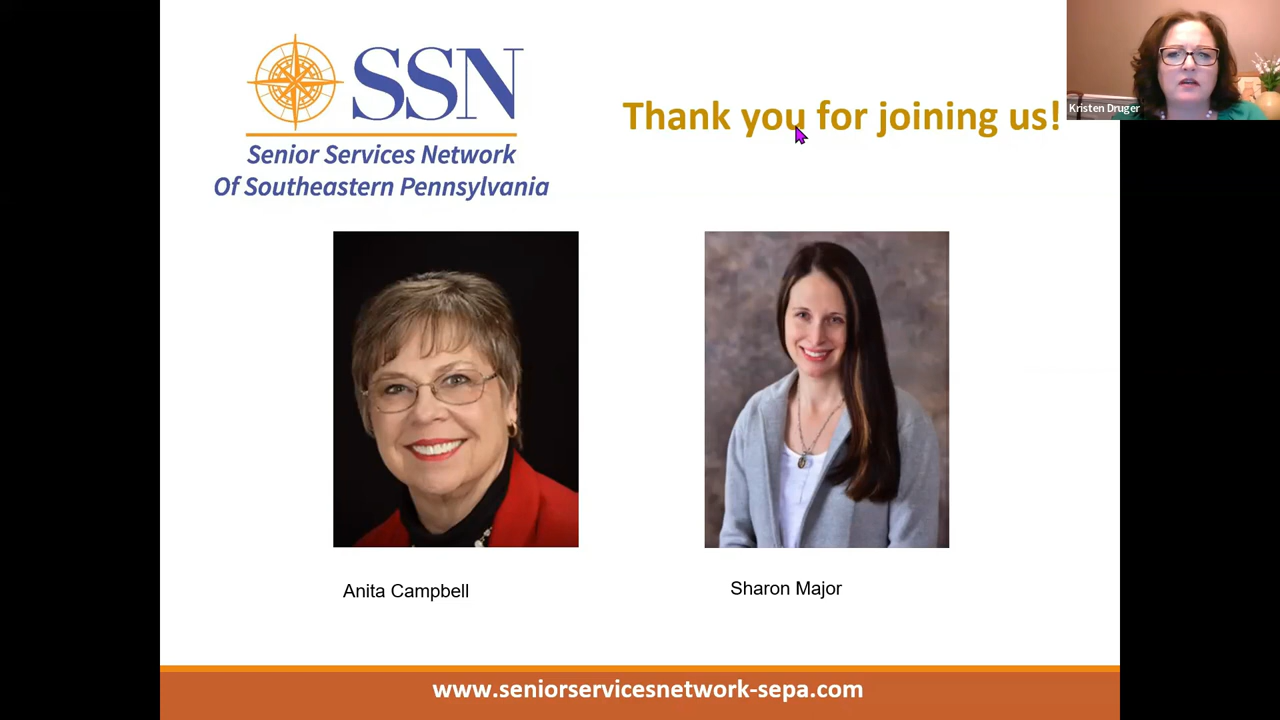 SSN
Senior Services Network
Of Southeastern Pennsylvania
Thank you for joining us!
Kristen Druger
Anita Campbell
Sharon Major
www.seniorservicesnetwork-sepa.com